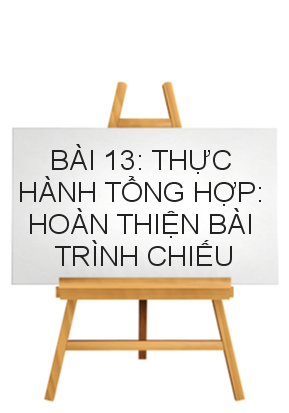 BÀI 13: THỰC
HÀNH TỔNG HỢP:
HOÀN THIỆN BÀI
TRÌNH CHIẾU